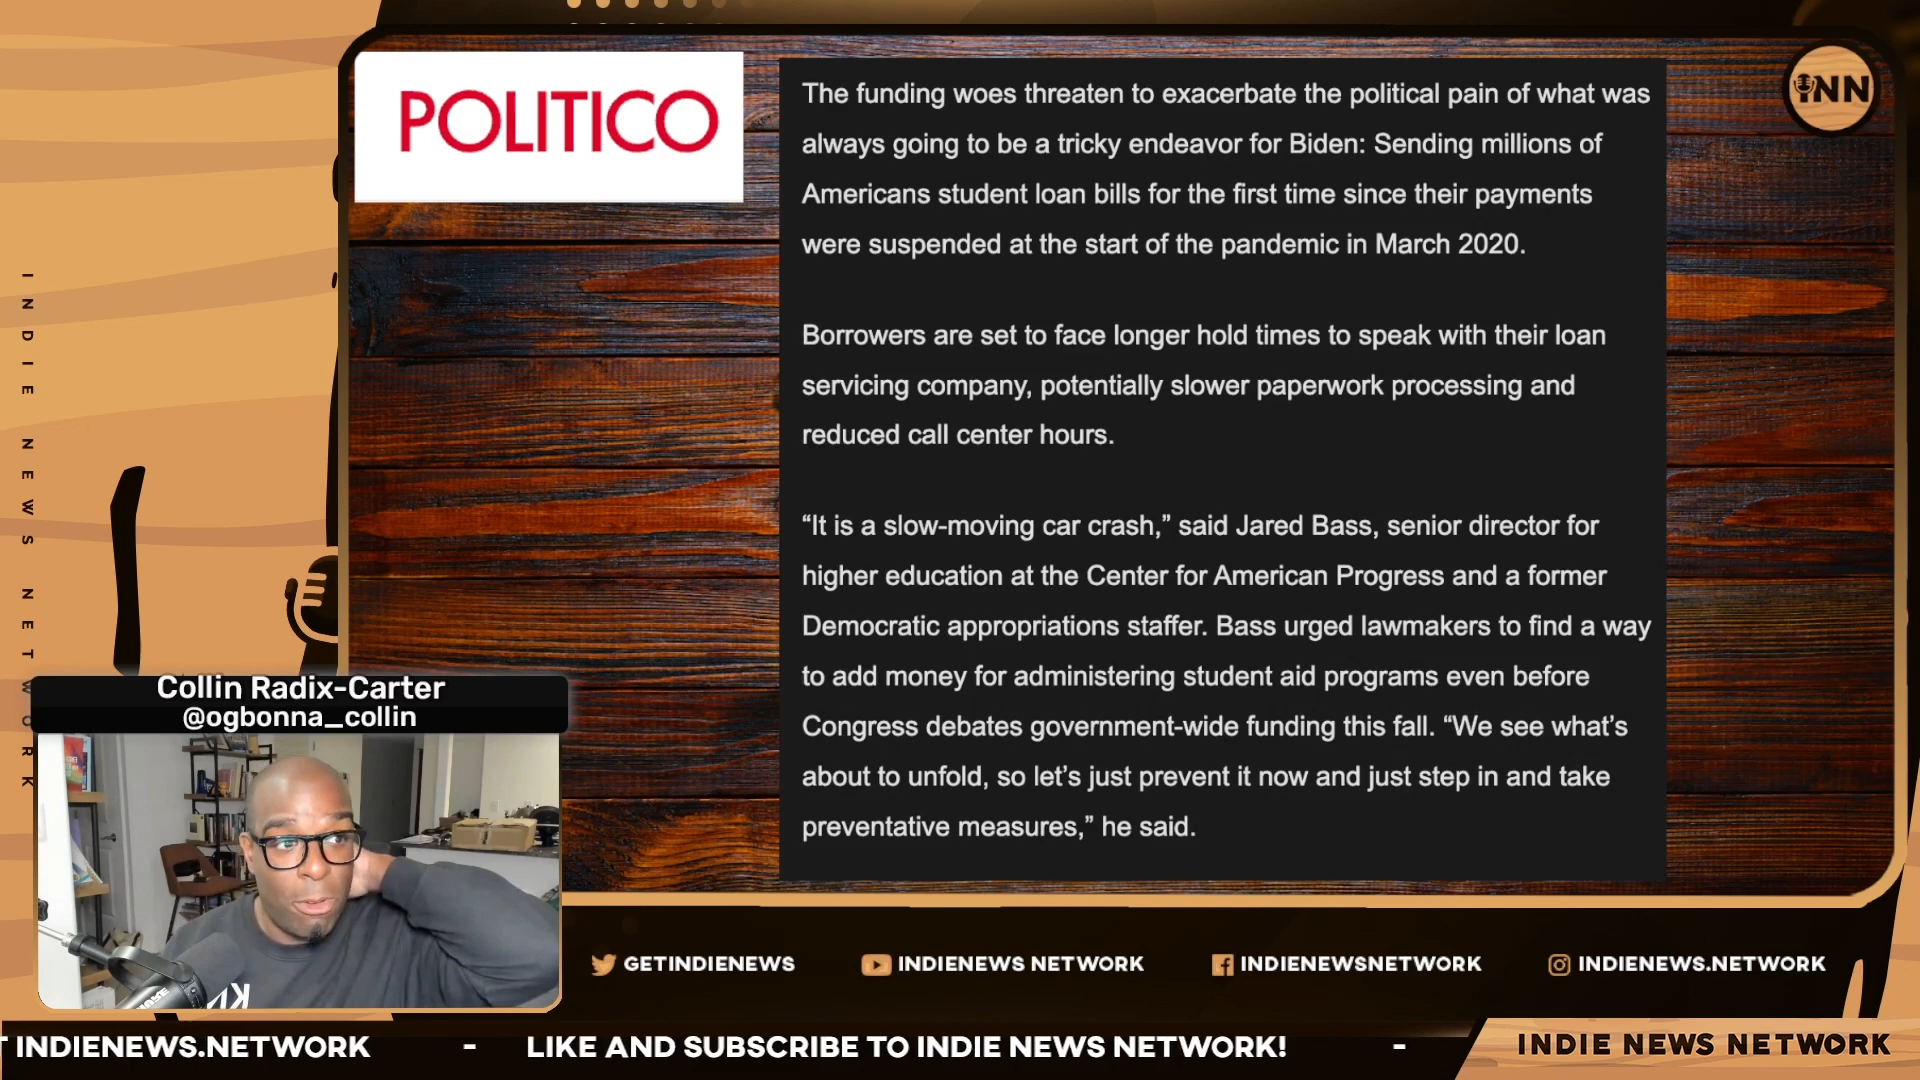 POLITICO
iNN
The funding woes threaten to exacerbate the political pain of what was
always going to be a tricky endeavor for Biden: Sending millions of
Americans student loan bills for the first time since their payments
were suspended at the start of the pandemic in March 2020.
Borrowers are set to face longer hold times to speak with their loan
servicing company, potentially slower paperwork processing and
reduced call center hours.
“It is a slow-moving car crash,” said Jared Bass, senior director for
higher education at the Center for American Progress and a former
Democratic appropriations staffer. Bass urged lawmakers to find a way
to add money for administering student aid programs even before
Congress debates government-wide funding this fall. “We see what’s
about to unfold, so let’s just prevent it now and just step in and take
preventative measures,” he said.
INDIE NEWS NETWORK
Collin Radix-Carter
@ogbonna_collin
GETINDIENEWS
INDIENEWS NETWORK
INDIENEWSNETWORK
INDIENEWS.NETWORK
INDIENEWS.NETWORK - LIKE AND SUBSCRIBE TO INDIE NEWS NETWORK! -
INDIE NEWS NETWORK